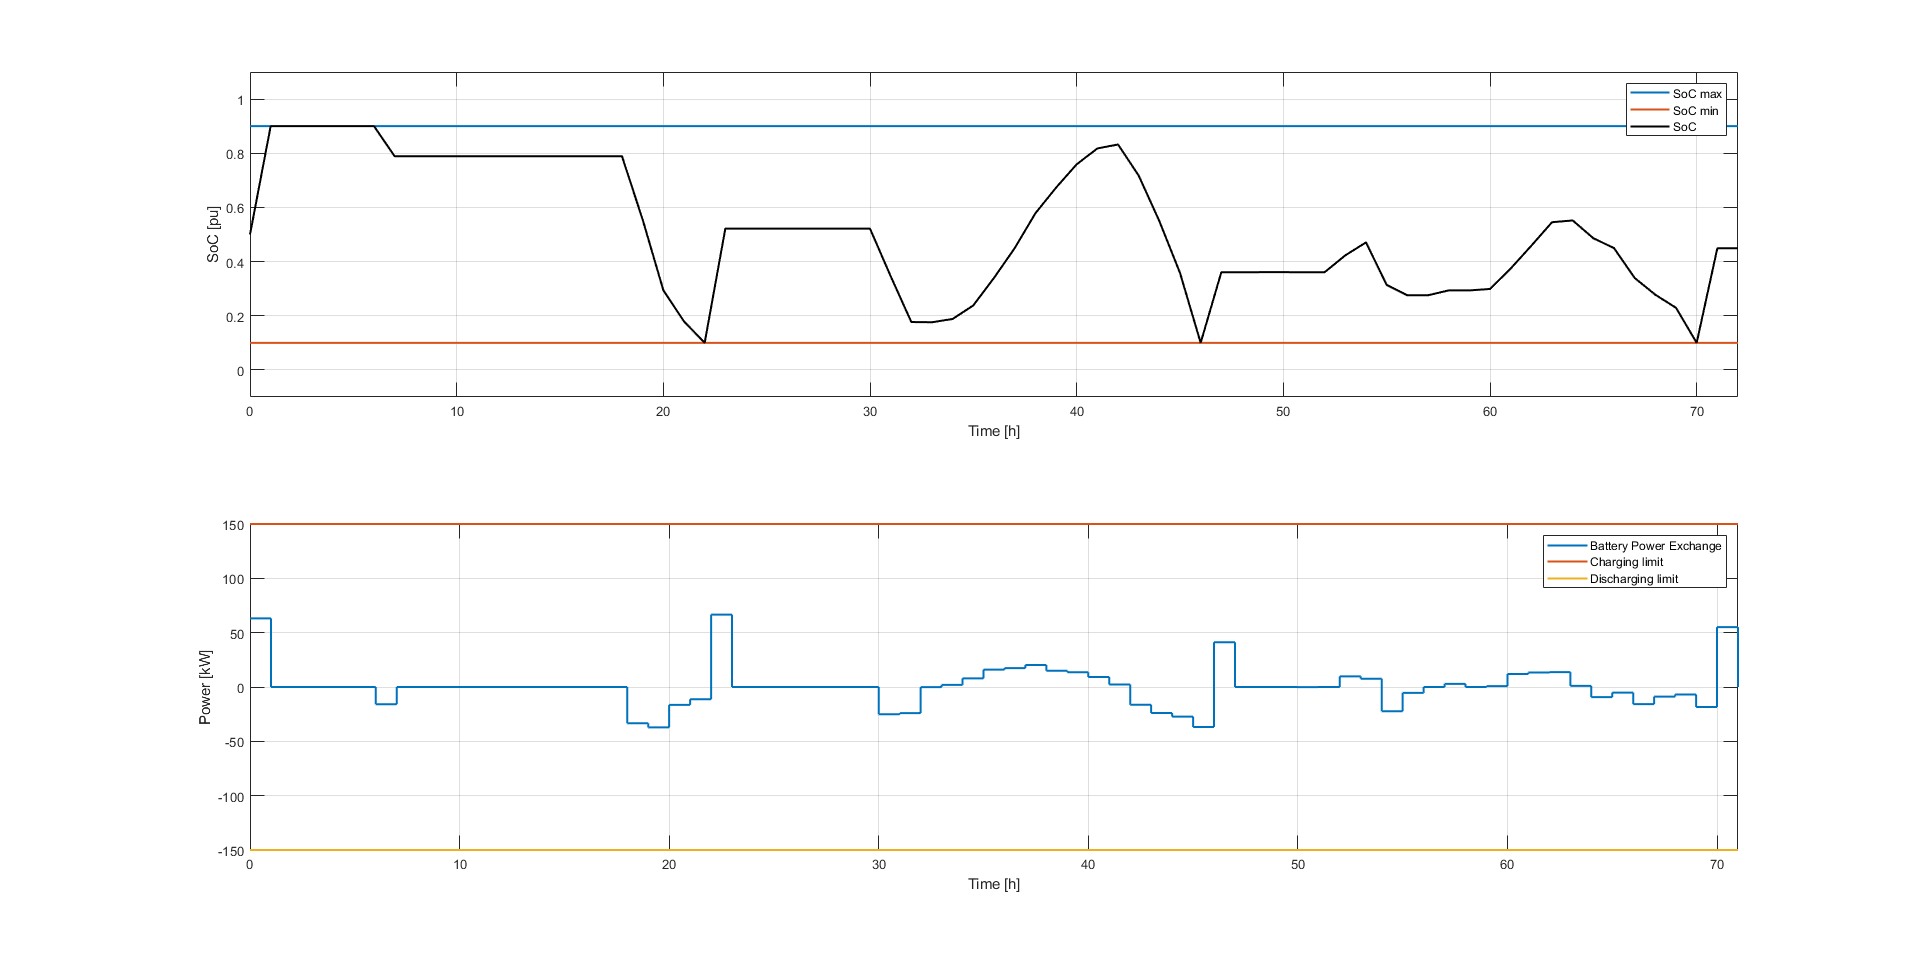 SoC max
SoC min
SoC
1
0.8
0.6
0.4
0.2
0
SoC [pu]
0 10 20 30 40 50 60 70
Time [h]
Battery Power Exchange
Charging limit
Discharging limit
150
100
50
0
-50
-100
-150
Power [kW]
0 10 20 30 40 50 60 70
Time [h]